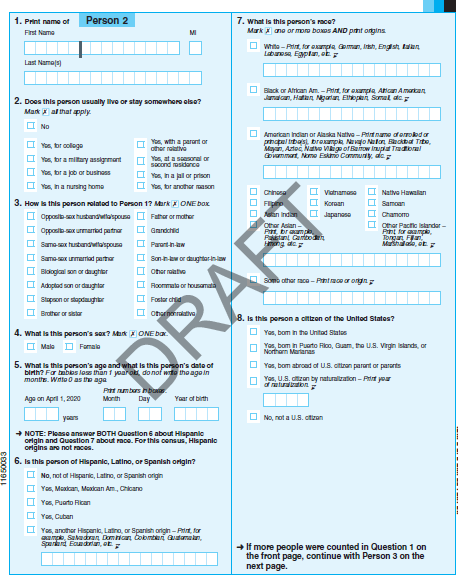 1. Print name of Person 2
First Name MI
Last Name(s)
2. Does this person usually live or stay somewhere else?
Mark X all that apply.
No
Yes, for college
Yes, for a military assignment
Yes, for a job or business
Yes, in a nursing home
Yes, with a parent or
other relative
Yes, at a seasonal or
second residence
Yes, in a jail or prison
Yes, for another reason
3. How is this person related to Person 1? Mark X ONE box.
Opposite-sex husband/wife/spouse
Opposite-sex unmarried partner
Same-sex husband/wife/spouse
Same-sex unmarried partner
Biological son or daughter
Adopted son or daughter
Stepson or stepdaughter
Brother or sister
Father or mother
Grandchild
Parent-in-law
Son-in-law or daughter-in-law
Other relative
Roommate or housemate
Foster child
Other nonrelative
4. What is this person's sex? Mark X ONE box.
Male Female
5. What is this person's age and what is this person's date of
birth? For babies less than 1 year old, do not write the age in
months. Write 0 as the age.
Print numbers in boxes.
Age on April 1, 2020 Month Day Year of birth
years
➜ NOTE: Please answer BOTH Question 6 about Hispanic
origin and Question 7 about race. For this census, Hispanic
origins are not races.
6. Is this person of Hispanic, Latino, or Spanish origin?
No, not of Hispanic, Latino, or Spanish origin
Yes, Mexican, Mexican Am., Chicano
Yes, Puerto Rican
Yes, Cuban
Yes, another Hispanic, Latino, or Spanish origin – Print, for
example, Salvadoran, Dominican, Colombian, Guatemalan,
Spaniard, Ecuadorian, etc.
11650033
7. What is this person's race?
Mark X one or more boxes AND print origins.
White – Print, for example, German, Irish, English, Italian,
Lebanese, Egyptian, etc.
Black or African Am. – Print, for example, African American,
Jamaican, Haitian, Nigerian, Ethiopian, Somali, etc.
American Indian or Alaska Native – Print name of enrolled or
principal tribe(s), for example, Navajo Nation, Blackfeet Tribe,
Mayan, Aztec, Native Village of Barrow Inupiat Traditional
Government, Nome Eskimo Community, etc.
Chinese
Filipino
Asian Indian
Other Asian –
Print, for example,
Pakistani, Cambodian,
Hmong, etc.
Vietnamese
Korean
Japanese
Native Hawaiian
Samoan
Chamorro
Other Pacific Islander –
Print, for example,
Tongan, Fijian,
Marshallese, etc.
Some other race – Print race or origin.
8. Is this person a citizen of the United States?
Yes, born in the United States
Yes, born in Puerto Rico, Guam, the U.S. Virgin Islands, or
Northern Marianas
Yes, born abroad of U.S. citizen parent or parents
Yes, U.S. citizen by naturalization – Print year
of naturalization.
No, not a U.S. citizen
➜ If more people were counted in Question 1 on
the front page, continue with Person 3 on the
next page.
DRAFT